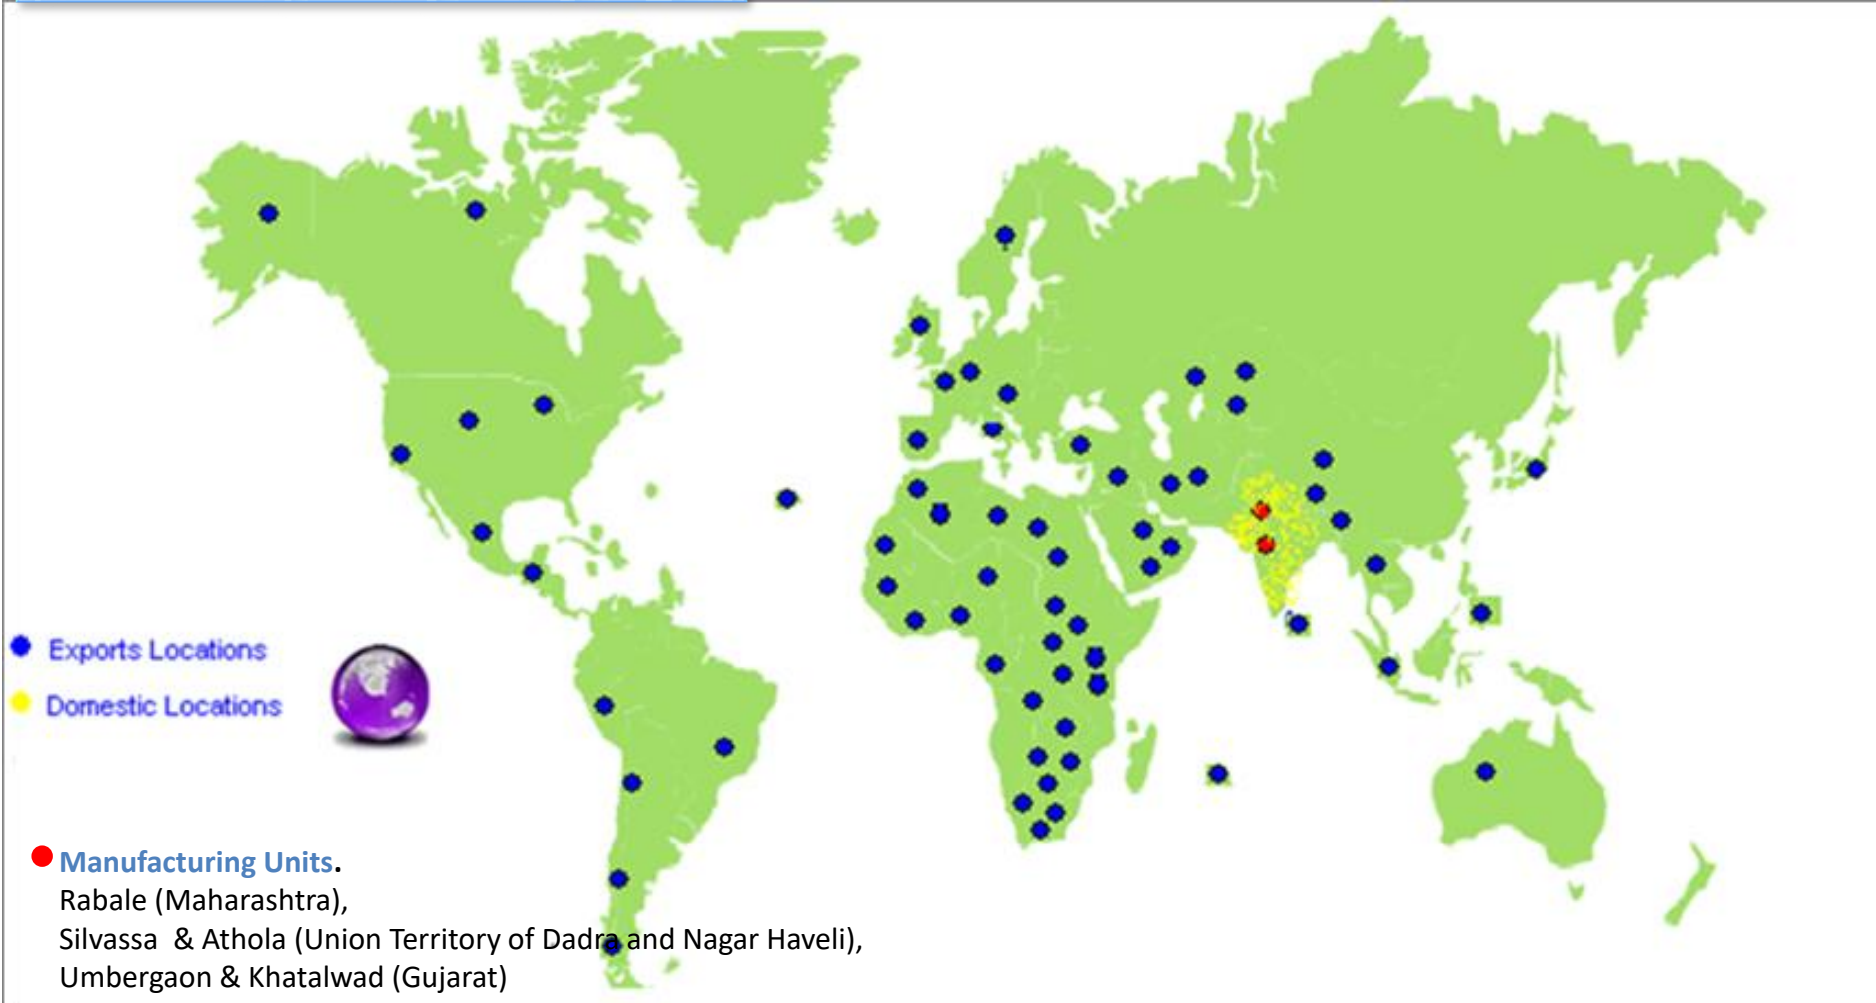 Exports Locations
Domestic Locations
Manufacturing Units.
Rabale (Maharashtra),
Silvassa  & Athola (Union Territory of Dadra and Nagar Haveli),
Umbergaon & Khatalwad (Gujarat)